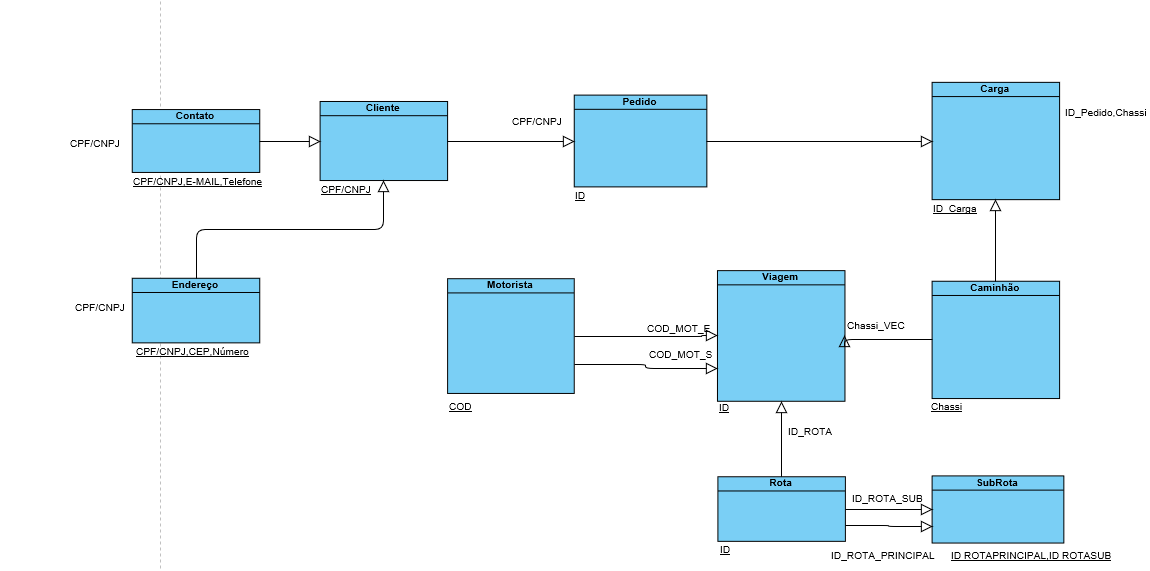 Carga
Pedido
Cliente
Contato
ID_Pedido,Chassi
CPF/CNPJ
CPF/CNPJ
CPF/CNPJ,E-MAIL,Telefone
CPF/CNPJ
ID
ID_Carga
Viagem
Endereço
Motorista
Caminhão
CPF/CNPJ
COD_MOT_E
Chassi_VEC
CPF/CNPJ,CEP,Número
COD_MOT_S
COD
ID
Chassi
ID_ROTA
Rota
SubRota
ID_ROTA_SUB
ID
ID_ROTA_PRINCIPAL
ID ROTAPRINCIPAL,ID ROTASUB